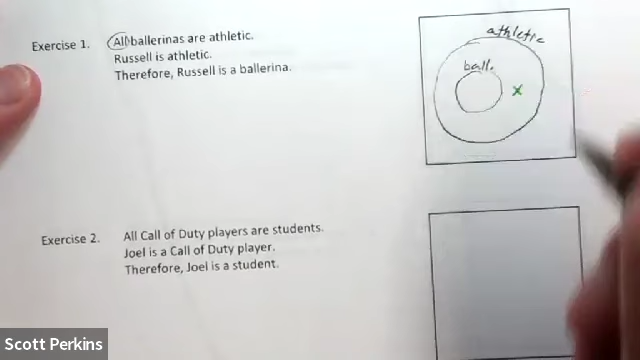 Exercise 1. All ballerinas are athletic.
Russell is athletic.
Therefore, Russell is a ballerina.
athletic
ball.
x
Exercise 2. All Call of Duty players are students.
Joel is a Call of Duty player.
Therefore, Joel is a student.
Scott Perkins